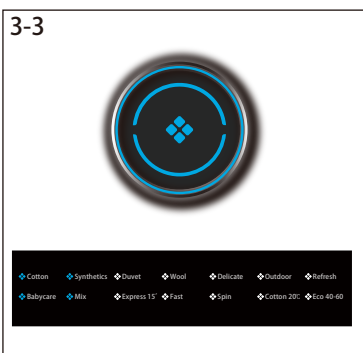 3-3
Cotton Synthetics Duvet Wool Delicate Outdoor Refresh
Babycare Mix Express 15' Fast Spin Cotton 20℃ Eco 40-60